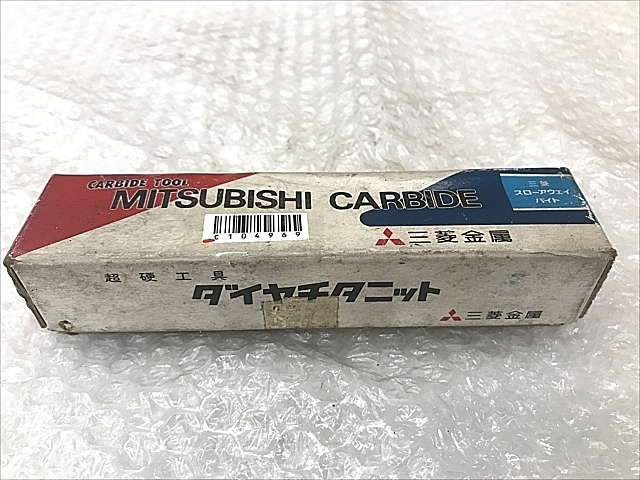 CARBIDE TOOL
MITSUBISHI CARBIDE
三菱
スローアウェイ
バイト
C104969
三菱金属
超硬工具
ダイヤチタニット
三菱金属